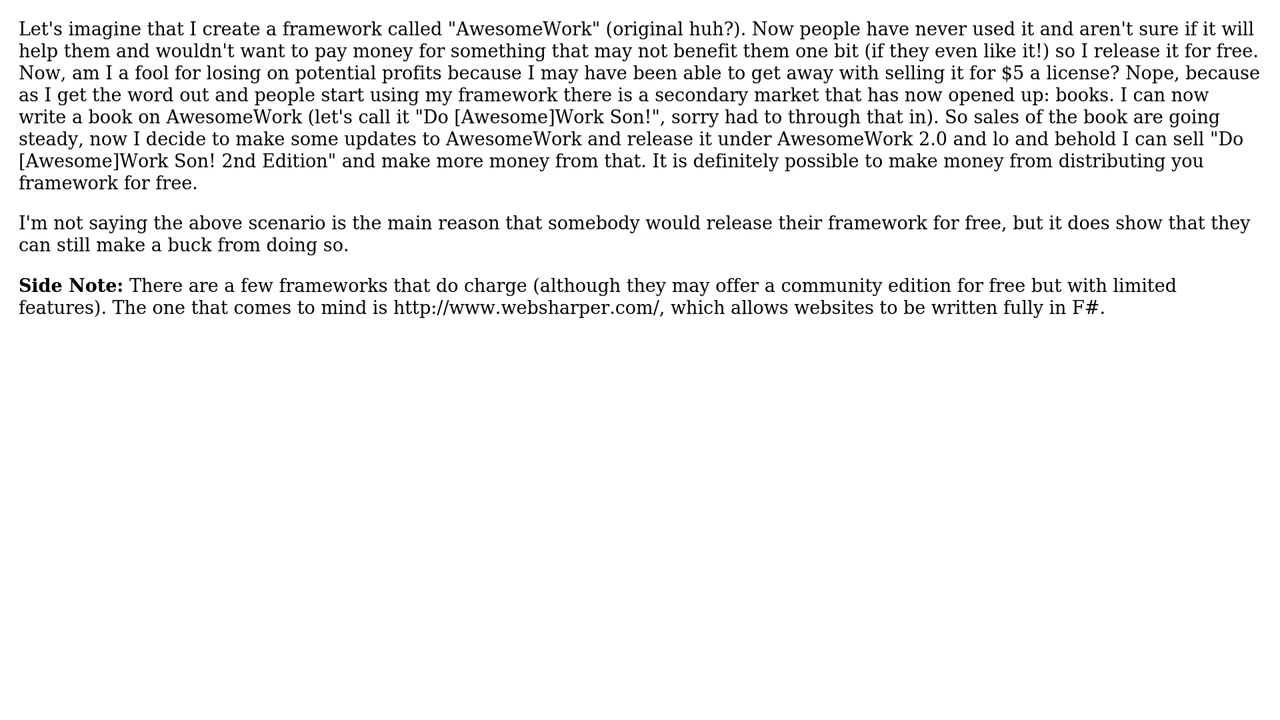 Let's imagine that I create a framework called "AwesomeWork" (original huh?). Now people have never used it and aren't sure if it will
help them and wouldn't want to pay money for something that may not benefit them one bit (if they even like it!) so I release it for free.
Now, am I a fool for losing on potential profits because I may have been able to get away with selling it for $5 a license? Nope, because
as I get the word out and people start using my framework there is a secondary market that has now opened up: books. I can now
write a book on AwesomeWork (let's call it "Do [Awesome]Work Son!", sorry had to through that in). So sales of the book are going
steady, now I decide to make some updates to AwesomeWork and release it under AwesomeWork 2.0 and lo and behold I can sell "Do
[Awesome]Work Son! 2nd Edition" and make more money from that. It is definitely possible to make money from distributing you
framework for free.
I'm not saying the above scenario is the main reason that somebody would release their framework for free, but it does show that they
can still make a buck from doing so.
Side Note: There are a few frameworks that do charge (although they may offer a community edition for free but with limited
features). The one that comes to mind is http://www.websharper.com/, which allows websites to be written fully in F#.